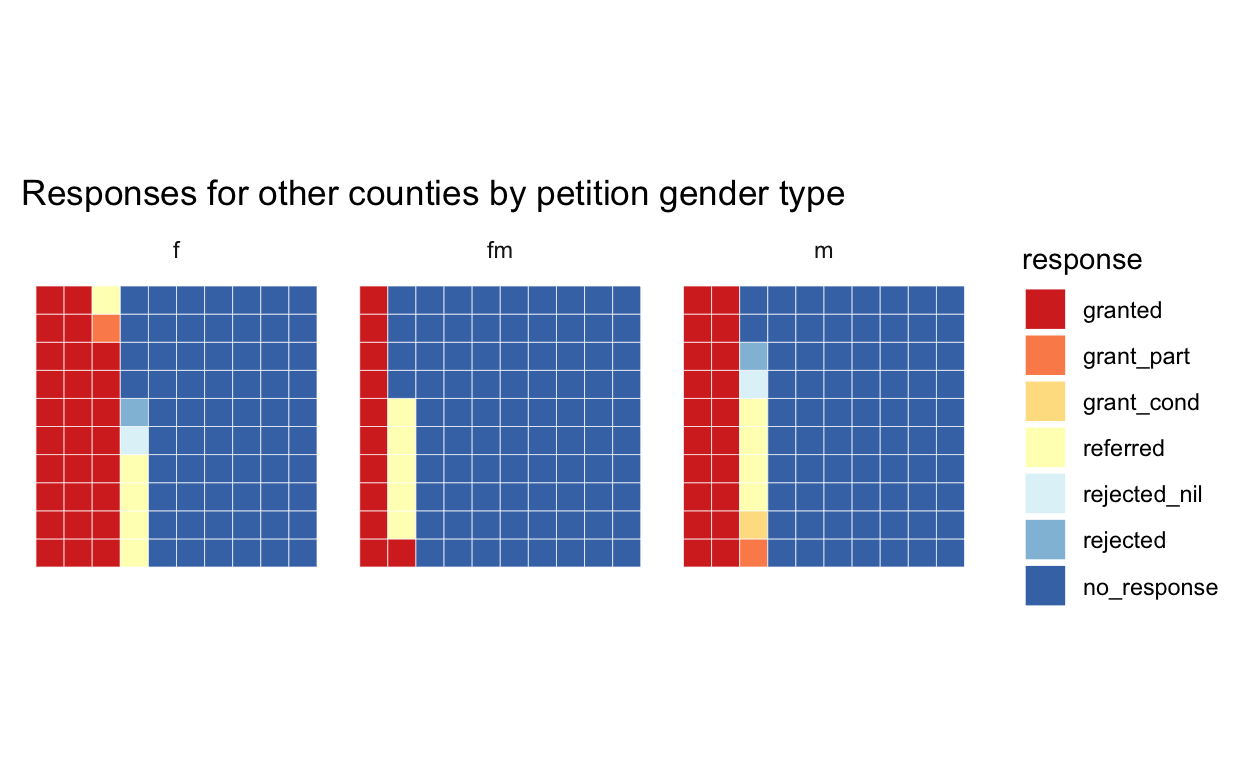 Responses for other counties by petition gender type
f
fm
m
response
granted
grant_part
grant_cond
referred
rejected_nil
rejected
no_response